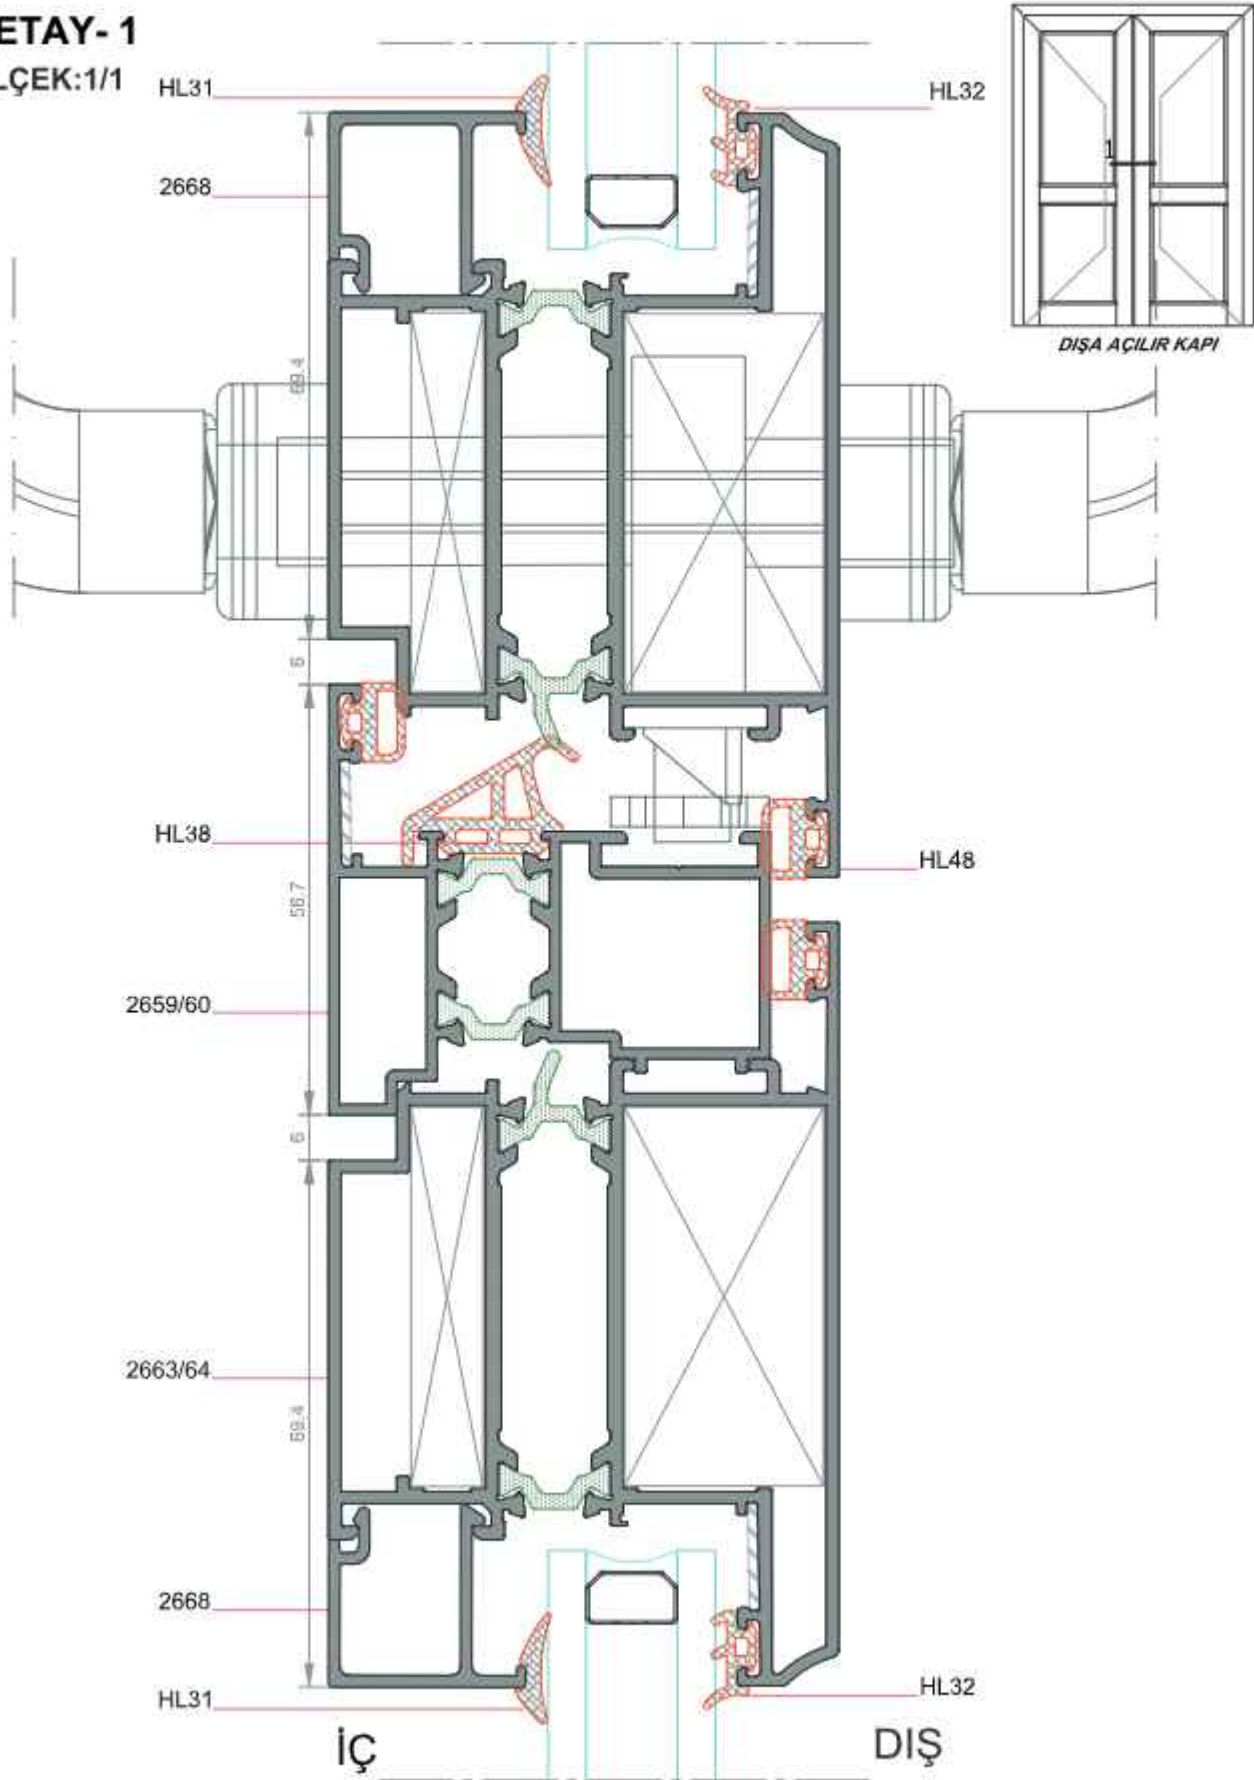 ETAY- 1
LÇEK:1/1
HL31
HL32
2668
1
DIŞA AÇILIR KAPI
69.4
6
HL38
HL48
56.7
2659/60
6
2663/64
69.4
2668
HL31
HL32
İÇ
DIŞ